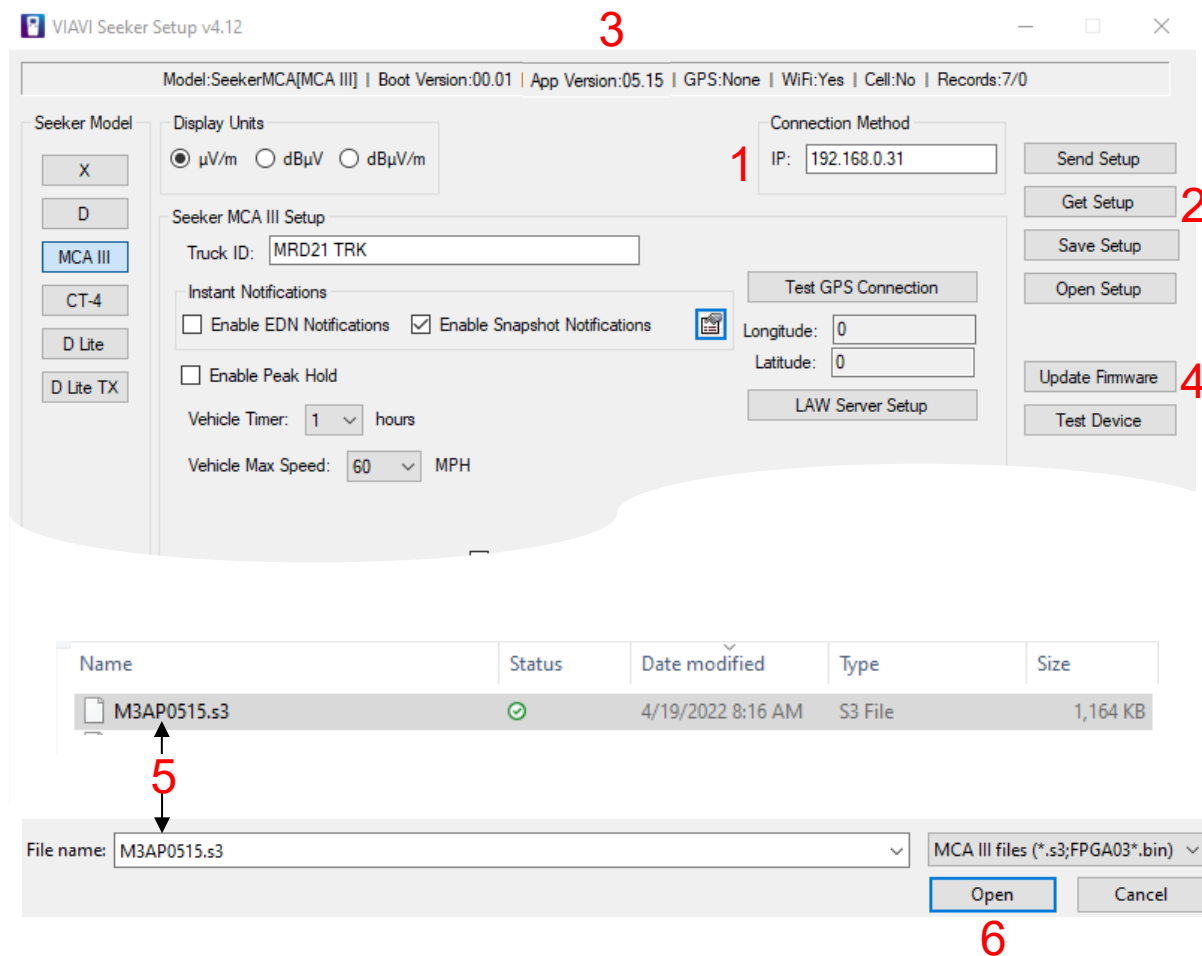 VIAVI Seeker Setup v4.12
3
Model:SeekerMCA[MCA III] | Boot Version:00.01 | App Version:05.15 | GPS:None | WiFi:Yes | Cell:No | Records:7/0
Seeker Model
Display Units
Connection Method
X
µV/m dBµV dBµV/m
1 IP: 192.168.0.31
Send Setup
D
Get Setup 2
Seeker MCA III Setup
MCA III
Truck ID: MRD21 TRK
Save Setup
CT-4
Instant Notifications
Test GPS Connection
Open Setup
Enable EDN Notifications Enable Snapshot Notifications
Longitude: 0
D Lite
Latitude: 0
D Lite TX
Enable Peak Hold
Update Firmware 4
Vehicle Timer: 1 hours
LAW Server Setup
Test Device
Vehicle Max Speed: 60 MPH
Name Status Date modified Type Size
M3AP0515.s3 4/19/2022 8:16 AM S3 File 1,164 KB
5
File name: M3AP0515.s3 MCA III files (*.s3;FPGA03*.bin)
Open Cancel
6